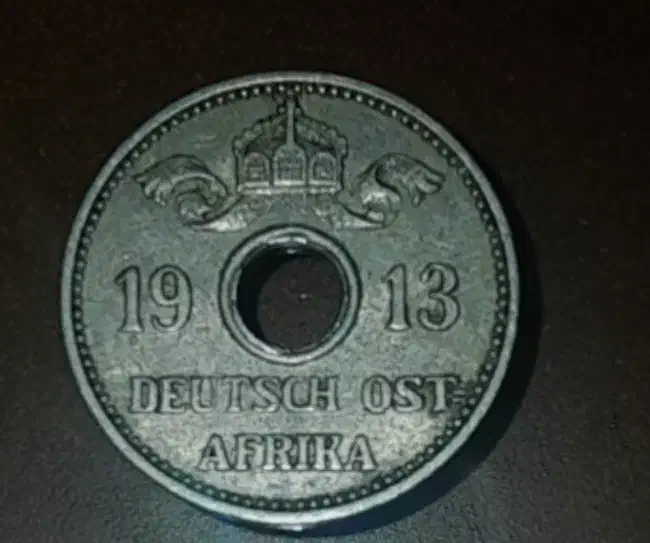 19 13
DEUTSCH OST-
AFRIKA